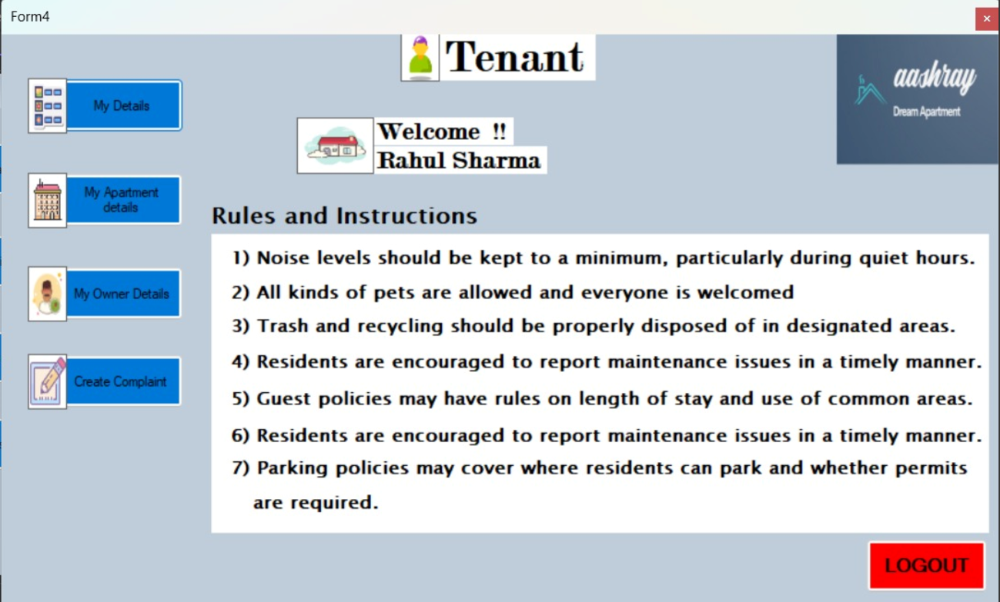 Form4
Tenant
aashray
Dream Apartment
My Details
Welcome !!
Rahul Sharma
My Apartment
details
My Owner Details
Create Complaint
Rules and Instructions
1) Noise levels should be kept to a minimum, particularly during quiet hours.
2) All kinds of pets are allowed and everyone is welcomed
3) Trash and recycling should be properly disposed of in designated areas.
4) Residents are encouraged to report maintenance issues in a timely manner.
5) Guest policies may have rules on length of stay and use of common areas.
6) Residents are encouraged to report maintenance issues in a timely manner.
7) Parking policies may cover where residents can park and whether permits
are required.
LOGOUT